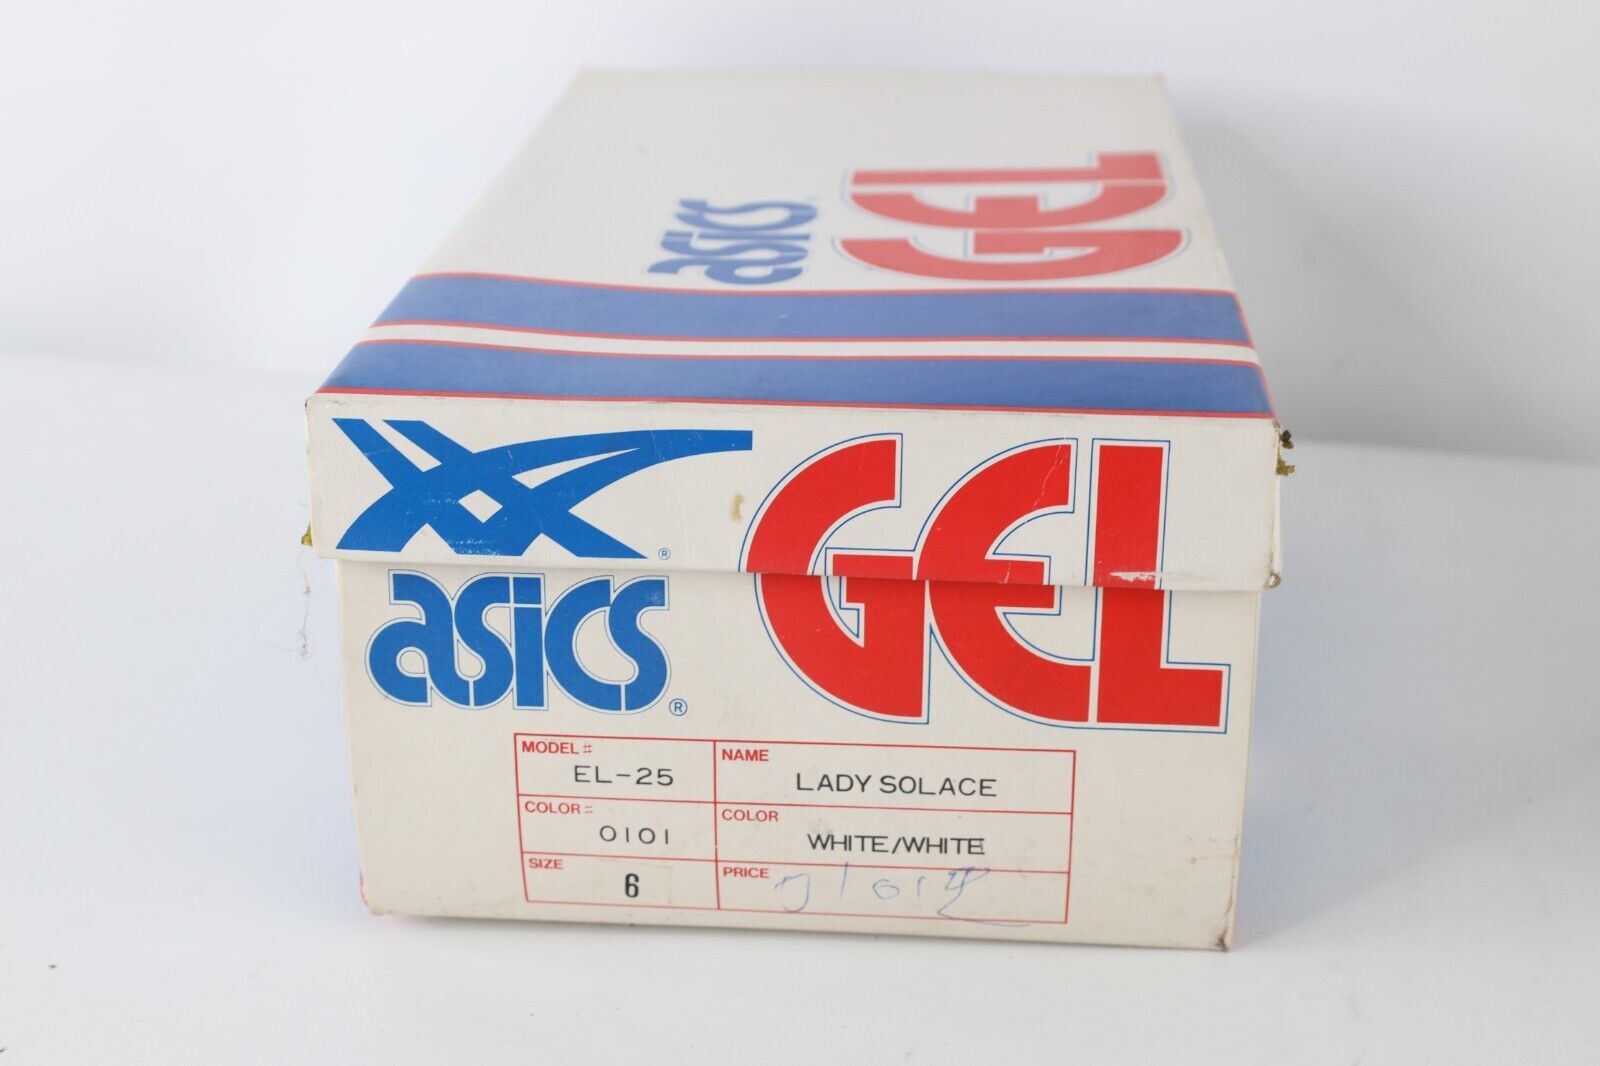 asics
GEL
® GEL
asics®
MODEL # EL-25 NAME LADY SOLACE
COLOR # 0101 COLOR WHITE/WHITE
SIZE 6 PRICE